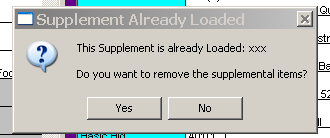 Supplement Already Loaded
This Supplement is already Loaded: xxx
Do you want to remove the supplemental items?
Yes
No